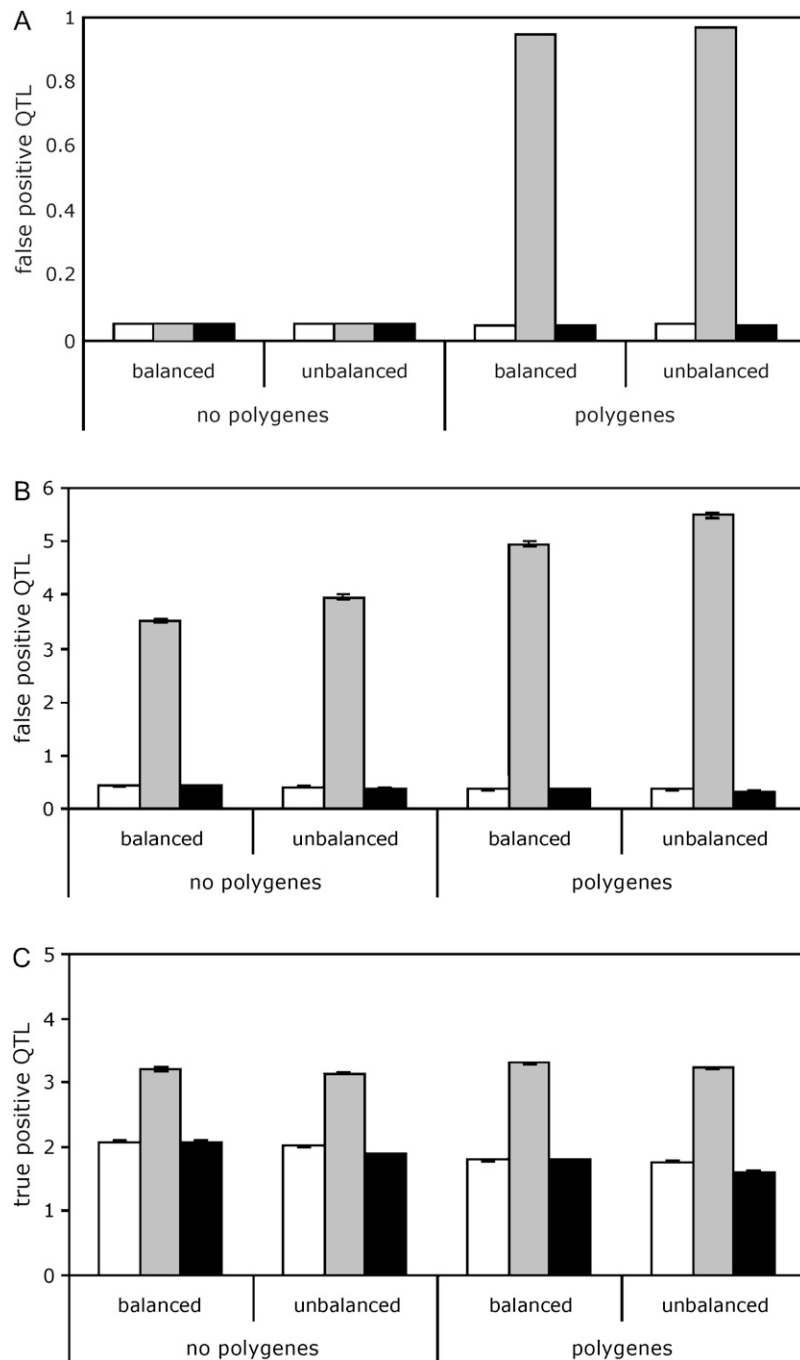 A
1
0.8
0.6
0.4
0.2
0
false positive QTL
balanced unbalanced balanced unbalanced
no polygenes polygenes
B
6
5
4
3
2
1
0
false positive QTL
balanced unbalanced balanced unbalanced
no polygenes polygenes
C
5
4
3
2
1
0
true positive QTL
balanced unbalanced balanced unbalanced
no polygenes polygenes